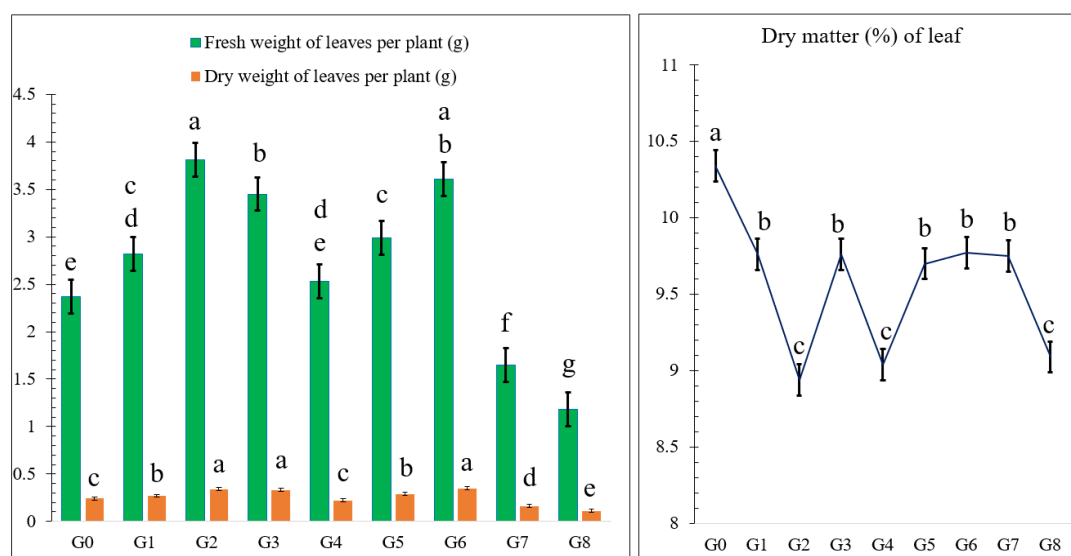 Fresh weight of leaves per plant (g)
Dry weight of leaves per plant (g)
4.5
4
3.5
3
2.5
2
1.5
1
0.5
0
e
c
d
a
b
d
e
c
a
b
f
g
c
b
a
a
c
b
a
d
e
G0 G1 G2 G3 G4 G5 G6 G7 G8
Dry matter (%) of leaf
11
10.5
10
9.5
9
8.5
8
a
b
c
b
c
b
b
b
c
G0 G1 G2 G3 G4 G5 G6 G7 G8